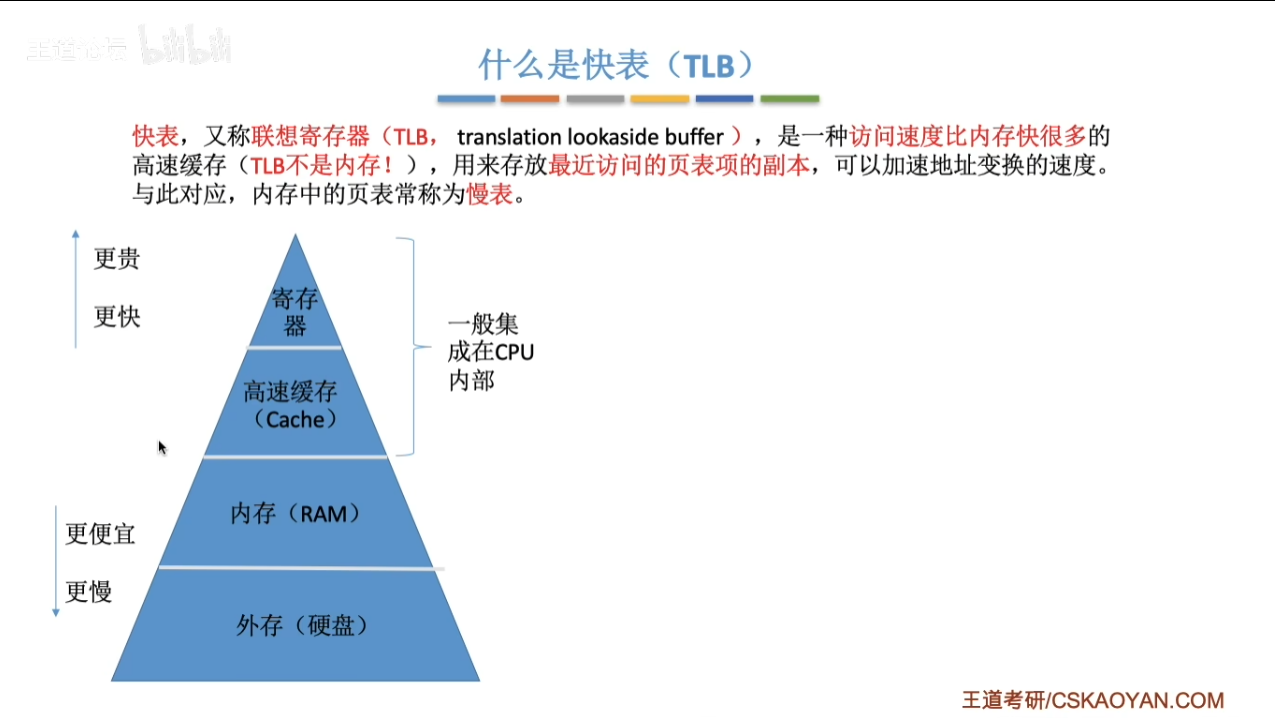 王道论坛 bilibili
什么是快表（TLB）
快表，又称联想寄存器（TLB， translation lookaside buffer ），是一种访问速度比内存快很多的
高速缓存（TLB不是内存！），用来存放最近访问的页表项的副本，可以加速地址变换的速度。
与此对应，内存中的页表常称为慢表。
更贵
更快
寄存
器
一般集
成在CPU
内部
高速缓存
（Cache）
内存（RAM）
更便宜
更慢
外存（硬盘）
王道考研/CSKAOYAN.COM